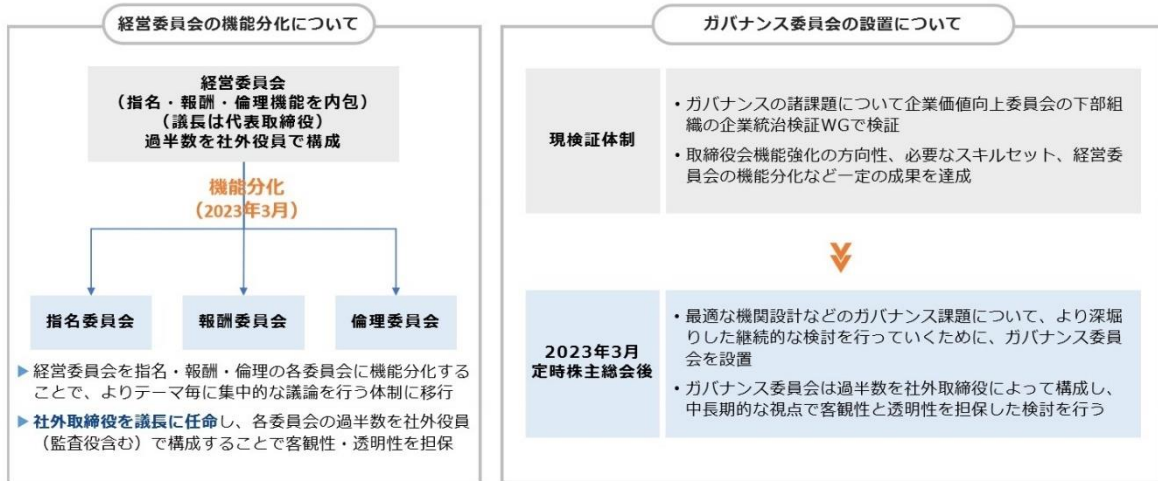 経営委員会の機能分化について
経営委員会
（指名・報酬・倫理機能を内包）
（議長は代表取締役）
過半数を社外役員で構成
機能分化
（2023年3月）
指名委員会
報酬委員会
倫理委員会
▶経営委員会を指名・報酬・倫理の各委員会に機能分化する
ことで、よりテーマ毎に集中的な議論を行う体制に移行
▶社外取締役を議長に任命し、各委員会の過半数を社外役員
（監査役含む）で構成することで客観性・透明性を担保
ガバナンス委員会の設置について
現検証体制
・ガバナンスの諸課題について企業価値向上委員会の下部組
織の企業統治検証WGで検証
・取締役会機能強化の方向性、必要なスキルセット、経営委
員会の機能分化など一定の成果を達成
2023年3月
定時株主総会後
・最適な機関設計などのガバナンス課題について、より深堀
りした継続的な検討を行っていくために、ガバナンス委員
会を設置
・ガバナンス委員会は過半数を社外取締役によって構成し、
中長期的な視点で客観性と透明性を担保した検討を行う